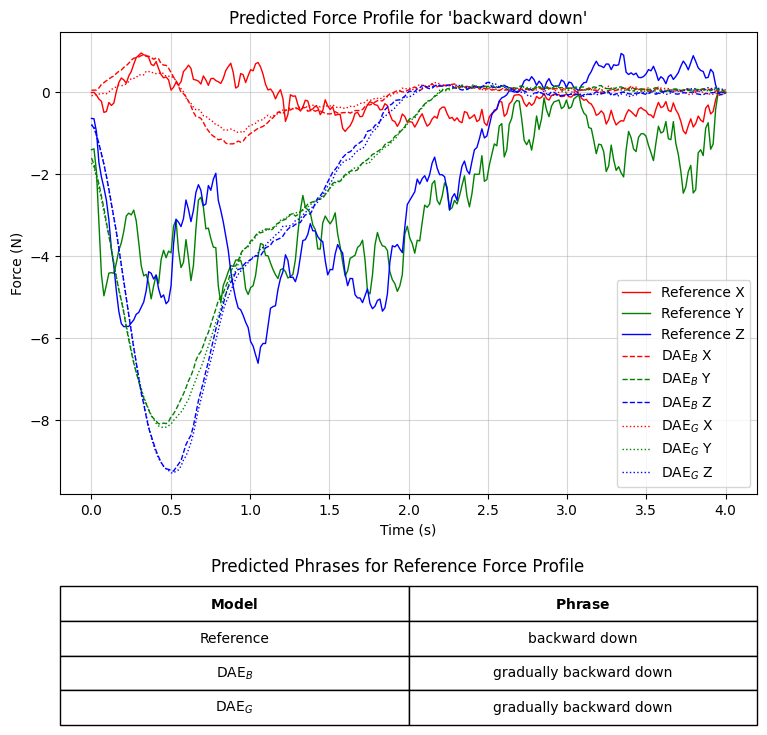 Predicted Force Profile for 'backward down'
Force (N)
0
−2
−4
−6
−8
Reference X
Reference Y
Reference Z
DAE_B X
DAE_B Y
DAE_B Z
DAE_G X
DAE_G Y
DAE_G Z
0.0 0.5 1.0 1.5 2.0 2.5 3.0 3.5 4.0
Time (s)
Predicted Phrases for Reference Force Profile
Model Phrase
Reference backward down
DAE_B gradually backward down
DAE_G gradually backward down